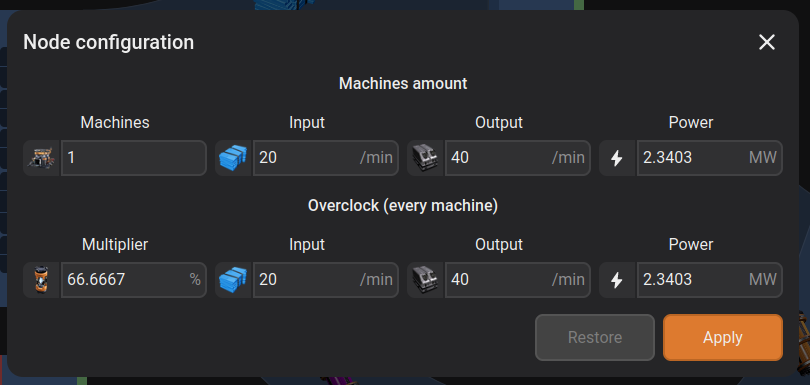 Node configuration
Machines amount
Machines Input Output Power
1 20 /min 40 /min 2.3403 MW
Overclock (every machine)
Multiplier Input Output Power
66.6667 % 20 /min 40 /min 2.3403 MW
Restore Apply